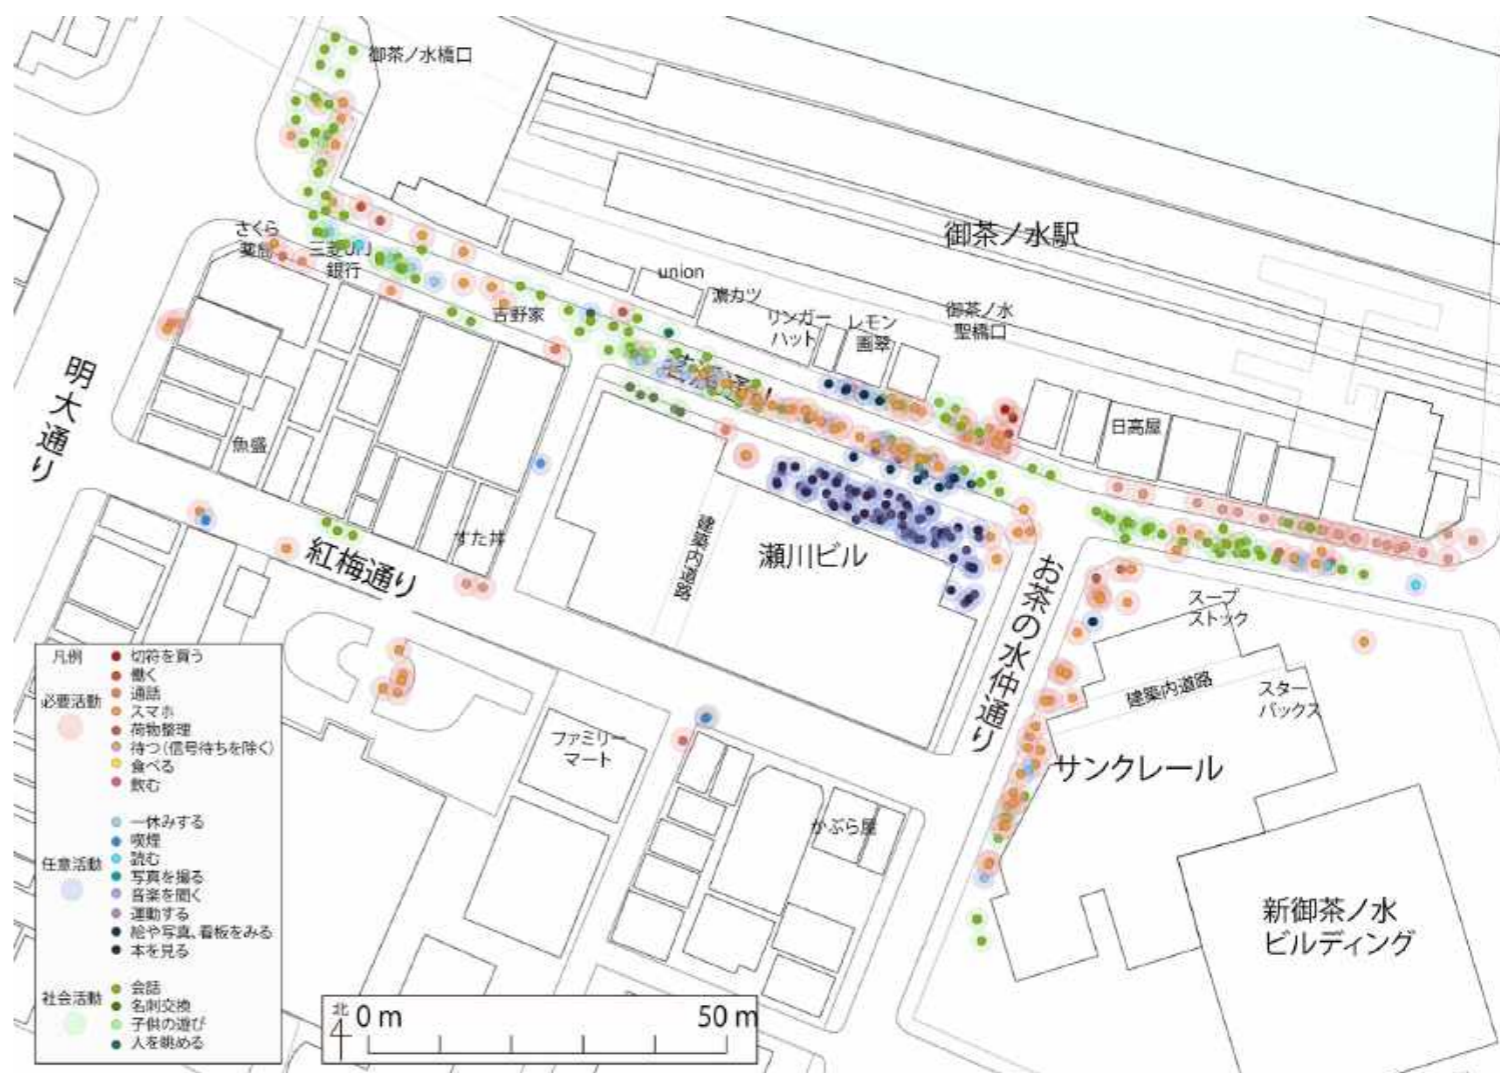 御茶ノ水橋口
さくら
薬局
三菱UFJ
銀行
union
濃カツ
吉野家
リンガー
ハット
レモン
画翠
御茶ノ水駅
御茶ノ水
聖橋口
日高屋
茗渓通り
明
大
通
り
魚盛
すた丼
紅梅通り
建築内道路
瀬川ビル
お茶の水仲通り
スープ
ストック
建築内道路
スター
バックス
サンクレール
ファミリー
マート
かぶら屋
新御茶ノ水
ビルディング
凡例
必要活動
切符を買う
働く
通話
スマホ
荷物整理
待つ(信号待ちを除く)
食べる
飲む
任意活動
一休みする
喫煙
読む
写真を撮る
音楽を聞く
運動する
絵や写真、看板をみる
本を見る
社会活動
会話
名刺交換
子供の遊び
人を眺める
北
0 m
50 m